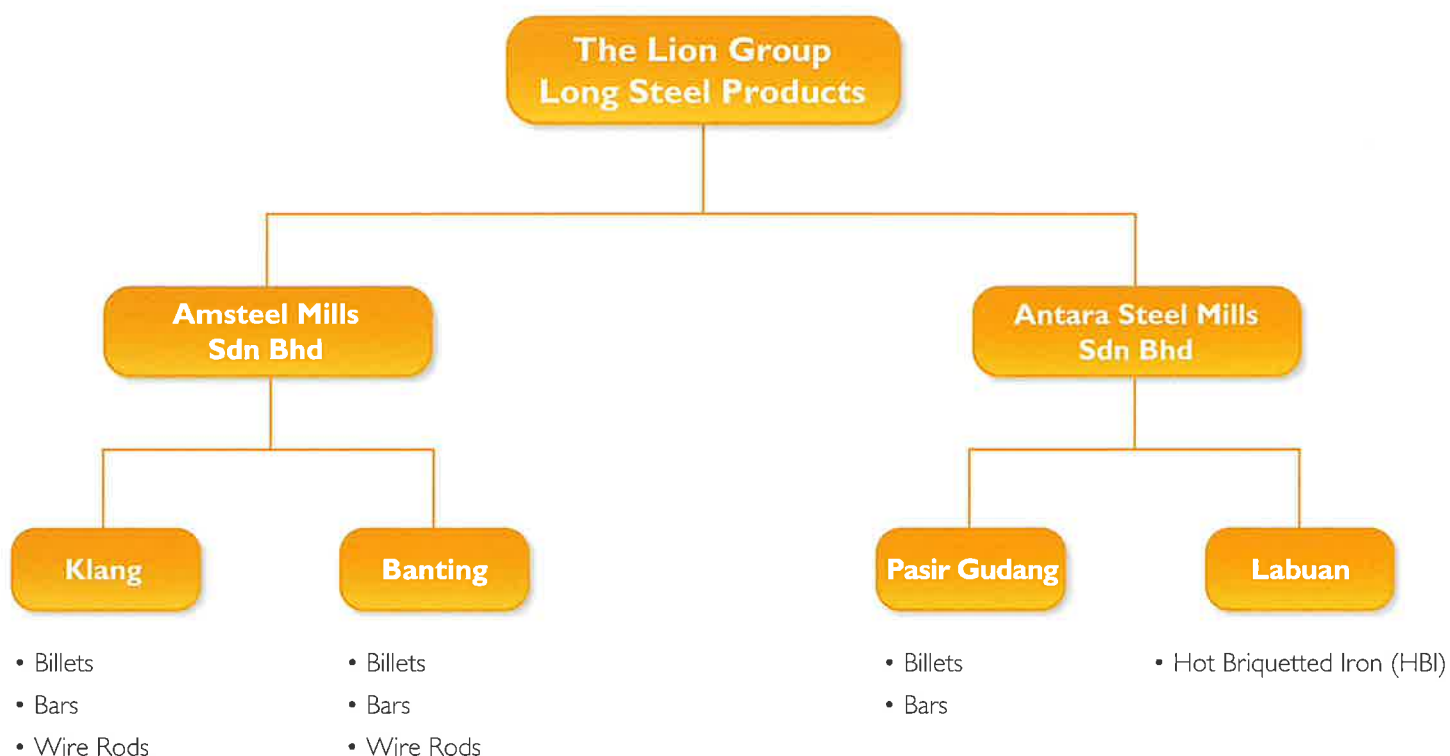 The Lion Group
Long Steel Products
Amsteel Mills
Sdn Bhd
Antara Steel Mills
Sdn Bhd
Klang
Banting
Pasir Gudang
Labuan
• Billets
• Bars
• Wire Rods
• Billets
• Bars
• Wire Rods
• Billets
• Bars
• Hot Briquetted Iron (HBI)